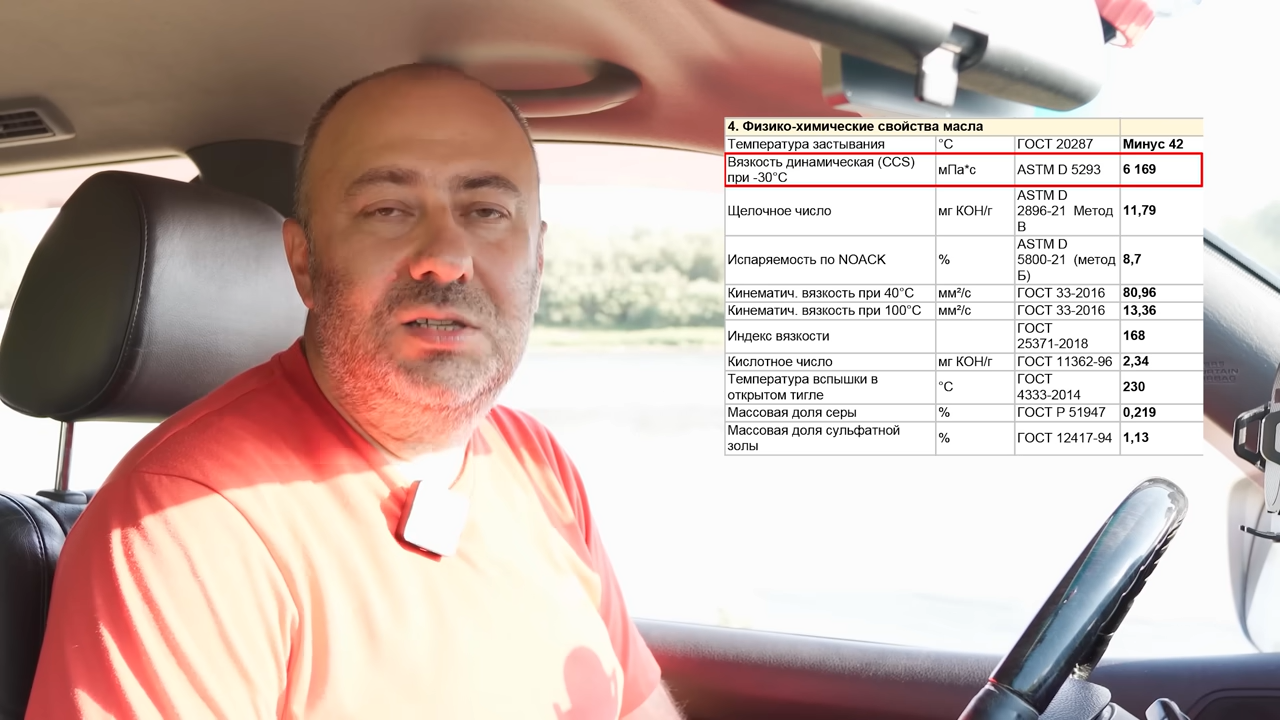 4. Физико-химические свойства масла
Температура застывания °С ГОСТ 20287 Минус 42
Вязкость динамическая (CCS)
при -30°С мПа*с ASTM D 5293 6 169
Щелочное число мг КОН/г ASTM D
2896-21 Метод
В 11,79
Испаряемость по NOACK % ASTM D
5800-21 (метод
Б) 8,7
Кинематич. вязкость при 40°С мм²/с ГОСТ 33-2016 80,96
Кинематич. вязкость при 100°С мм²/с ГОСТ 33-2016 13,36
Индекс вязкости ГОСТ
25371-2018 168
Кислотное число мг КОН/г ГОСТ 11362-96 2,34
Температура вспышки в
открытом тигле °С ГОСТ
4333-2014 230
Массовая доля серы % ГОСТ Р 51947 0,219
Массовая доля сульфатной
золы % ГОСТ 12417-94 1,13